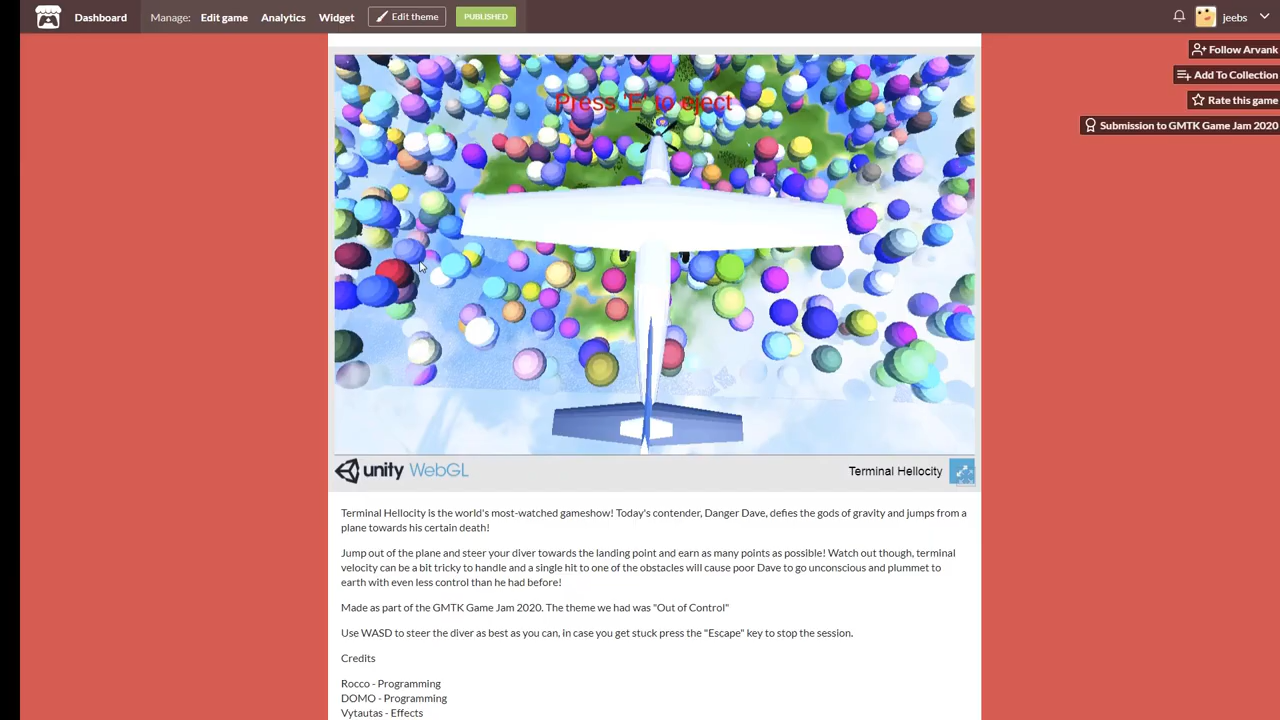 Dashboard Manage: Edit game Analytics Widget Edit theme PUBLISHED jeebs
Follow Arvank
Add To Collection
Rate this game
Submission to GMTK Game Jam 2020
Press 'E' to eject
unity WebGL Terminal Hellocity
Terminal Hellocity is the world's most-watched gameshow! Today's contender, Danger Dave, defies the gods of gravity and jumps from a
plane towards his certain death!
Jump out of the plane and steer your diver towards the landing point and earn as many points as possible! Watch out though, terminal
velocity can be a bit tricky to handle and a single hit to one of the obstacles will cause poor Dave to go unconscious and plummet to
earth with even less control than he had before!
Made as part of the GMTK Game Jam 2020. The theme we had was "Out of Control"
Use WASD to steer the diver as best as you can, in case you get stuck press the "Escape" key to stop the session.
Credits
Rocco - Programming
DOMO - Programming
Vytautas - Effects